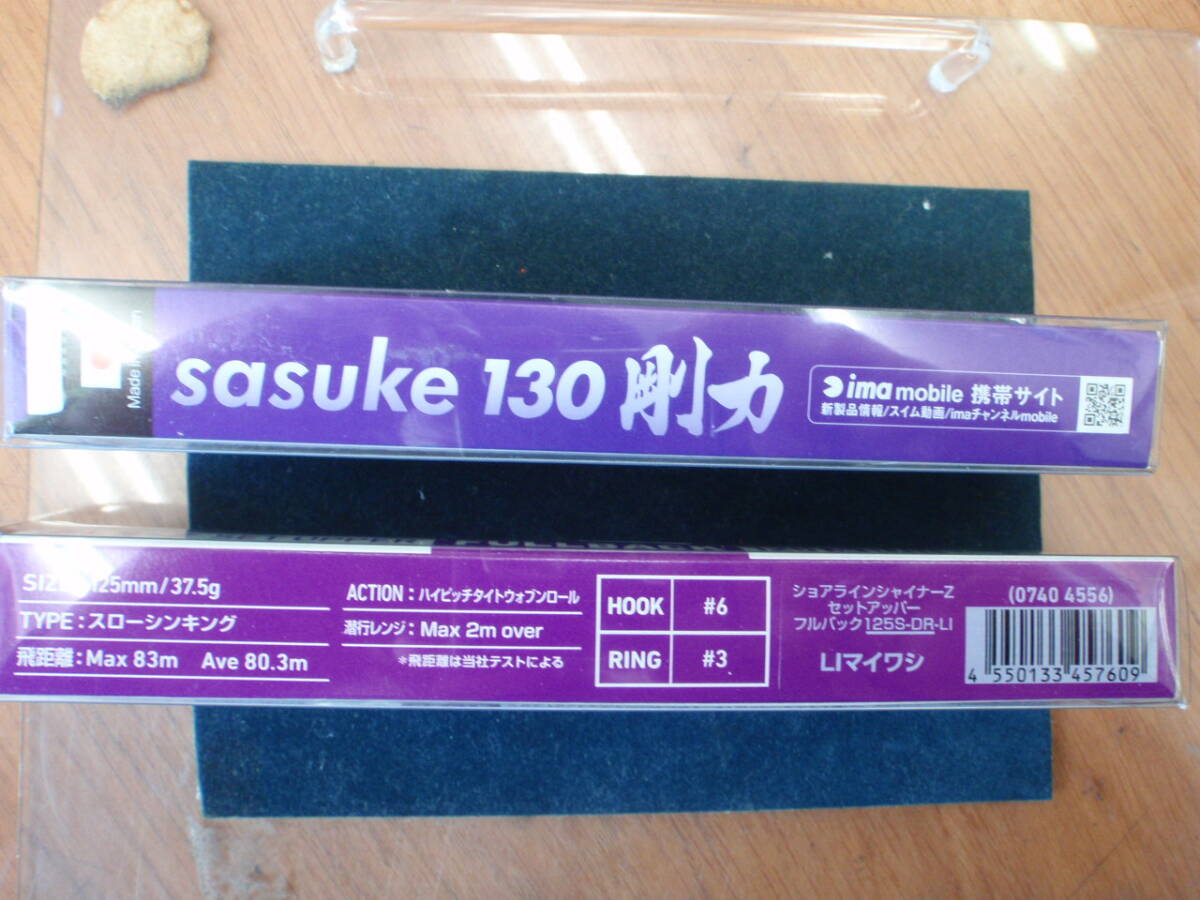 Made
sasuke 130 剛力
ima mobile 携帯サイト
新製品情報/スイム動画/imaチャンネルmobile
125mm/37.5g
TYPE：スローシンキング
飛距離：Max 83m Ave 80.3m
ACTION：ハイピッチタイトウォブンロール
潜行レンジ：Max 2m over
＊飛距離は当社テストによる
HOOK #6
RING #3
ショアラインシャイナーZ
セットアッパー
フルバック125S-DR-LI
LIマイワシ
(0740 4556)
4 550133 457609